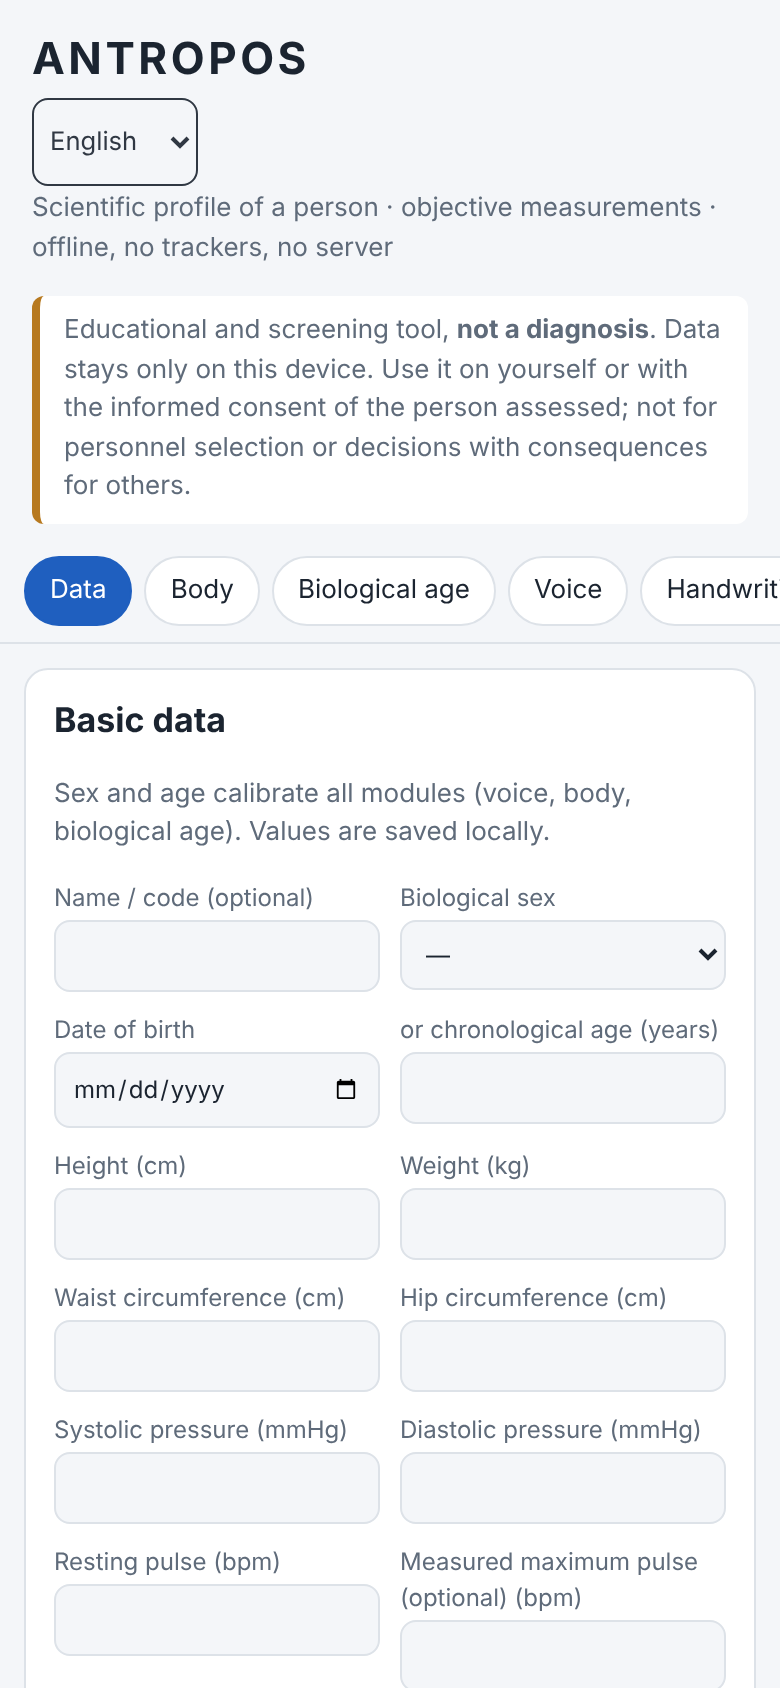 ANTROPOS
English
Scientific profile of a person · objective measurements ·
offline, no trackers, no server
Educational and screening tool, not a diagnosis. Data
stays only on this device. Use it on yourself or with
the informed consent of the person assessed; not for
personnel selection or decisions with consequences
for others.
Data Body Biological age Voice Handwrit
Basic data
Sex and age calibrate all modules (voice, body,
biological age). Values are saved locally.
Name / code (optional) Biological sex
—
Date of birth or chronological age (years)
mm/dd/yyyy
Height (cm) Weight (kg)
Waist circumference (cm) Hip circumference (cm)
Systolic pressure (mmHg) Diastolic pressure (mmHg)
Resting pulse (bpm) Measured maximum pulse
(optional) (bpm)